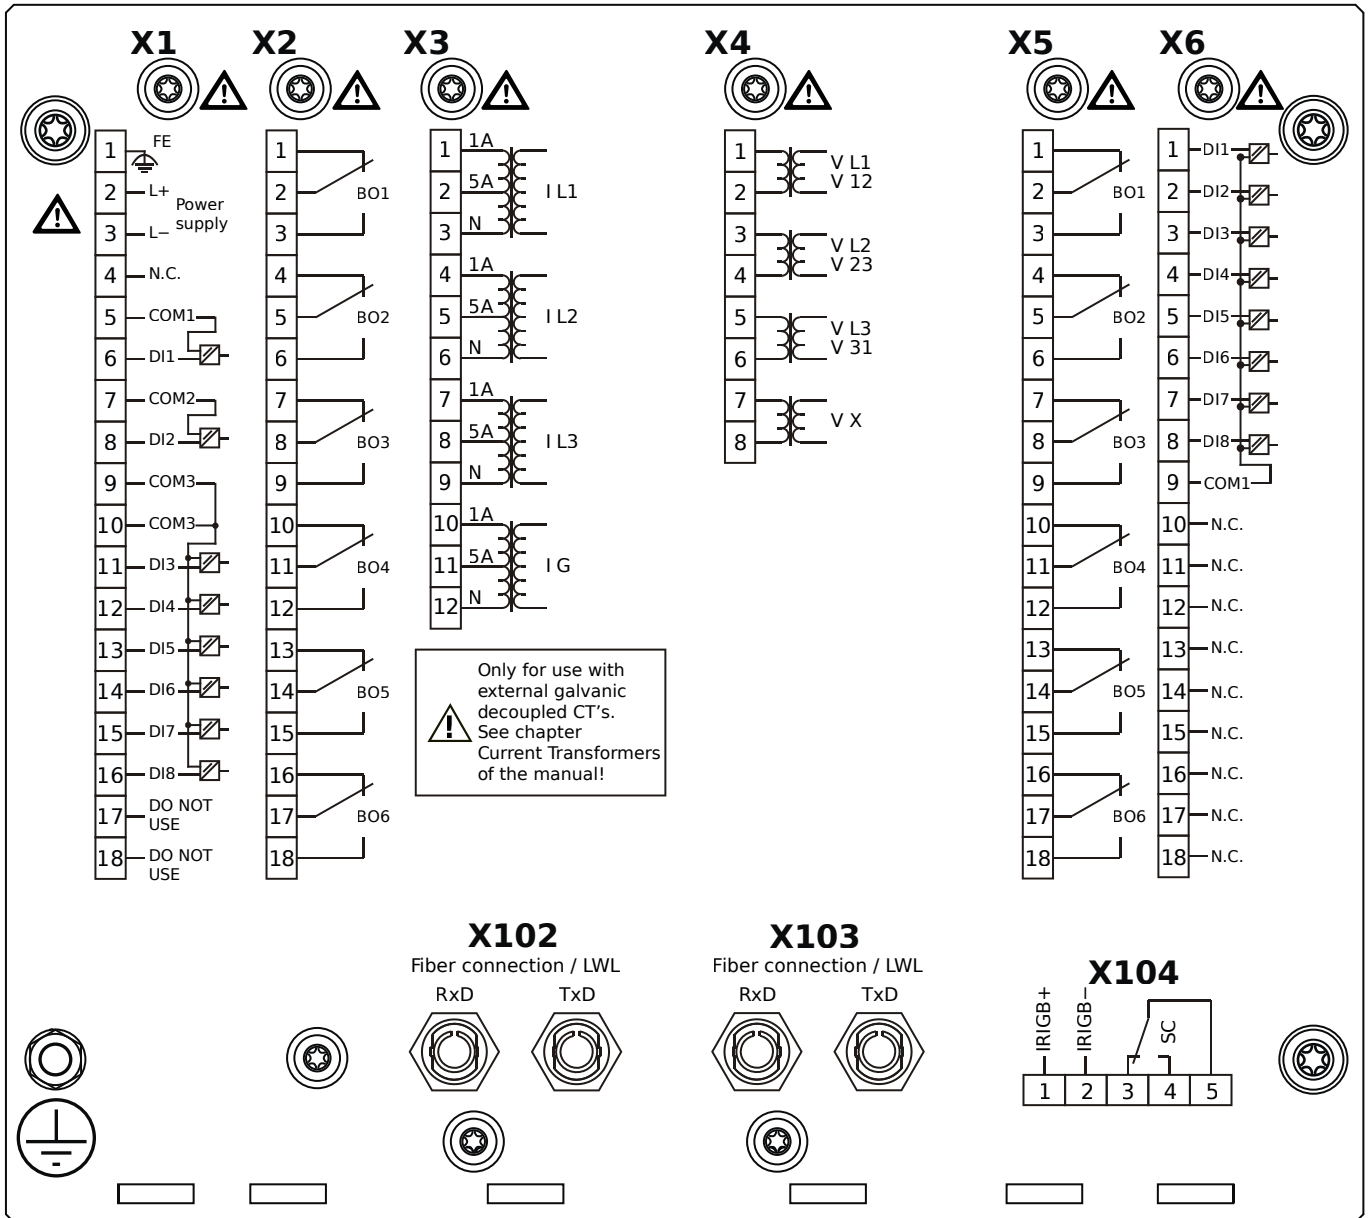 X1
X2
X3
X4
X5
X6
1 FE
2 L+
Power
supply
3 L−
4 N.C.
5 COM1
6 DI1
7 COM2
8 DI2
9 COM3
10 COM3
11 DI3
12 DI4
13 DI5
14 DI6
15 DI7
16 DI8
17 DO NOT
USE
18 DO NOT
USE
1
2 BO1
3
4
5 BO2
6
7
8 BO3
9
10
11 BO4
12
13
14 BO5
15
16
17 BO6
18
1 1A
2 5A I L1
3 N
4 1A
5 5A I L2
6 N
7 1A
8 5A I L3
9 N
10 1A
11 5A I G
12 N
Only for use with
external galvanic
decoupled CT's.
See chapter
Current Transformers
of the manual!
1
V L1
2
V 12
3
V L2
4
V 23
5
V L3
6
V 31
7
V X
8
1
2 BO1
3
4
5 BO2
6
7
8 BO3
9
10
11 BO4
12
13
14 BO5
15
16
17 BO6
18
1 DI1
2 DI2
3 DI3
4 DI4
5 DI5
6 DI6
7 DI7
8 DI8
9 COM1
10 N.C.
11 N.C.
12 N.C.
13 N.C.
14 N.C.
15 N.C.
16 N.C.
17 N.C.
18 N.C.
X102
Fiber connection / LWL
RxD TxD
X103
Fiber connection / LWL
RxD TxD
X104
IRIGB+
IRIGB−
SC
1 2 3 4 5